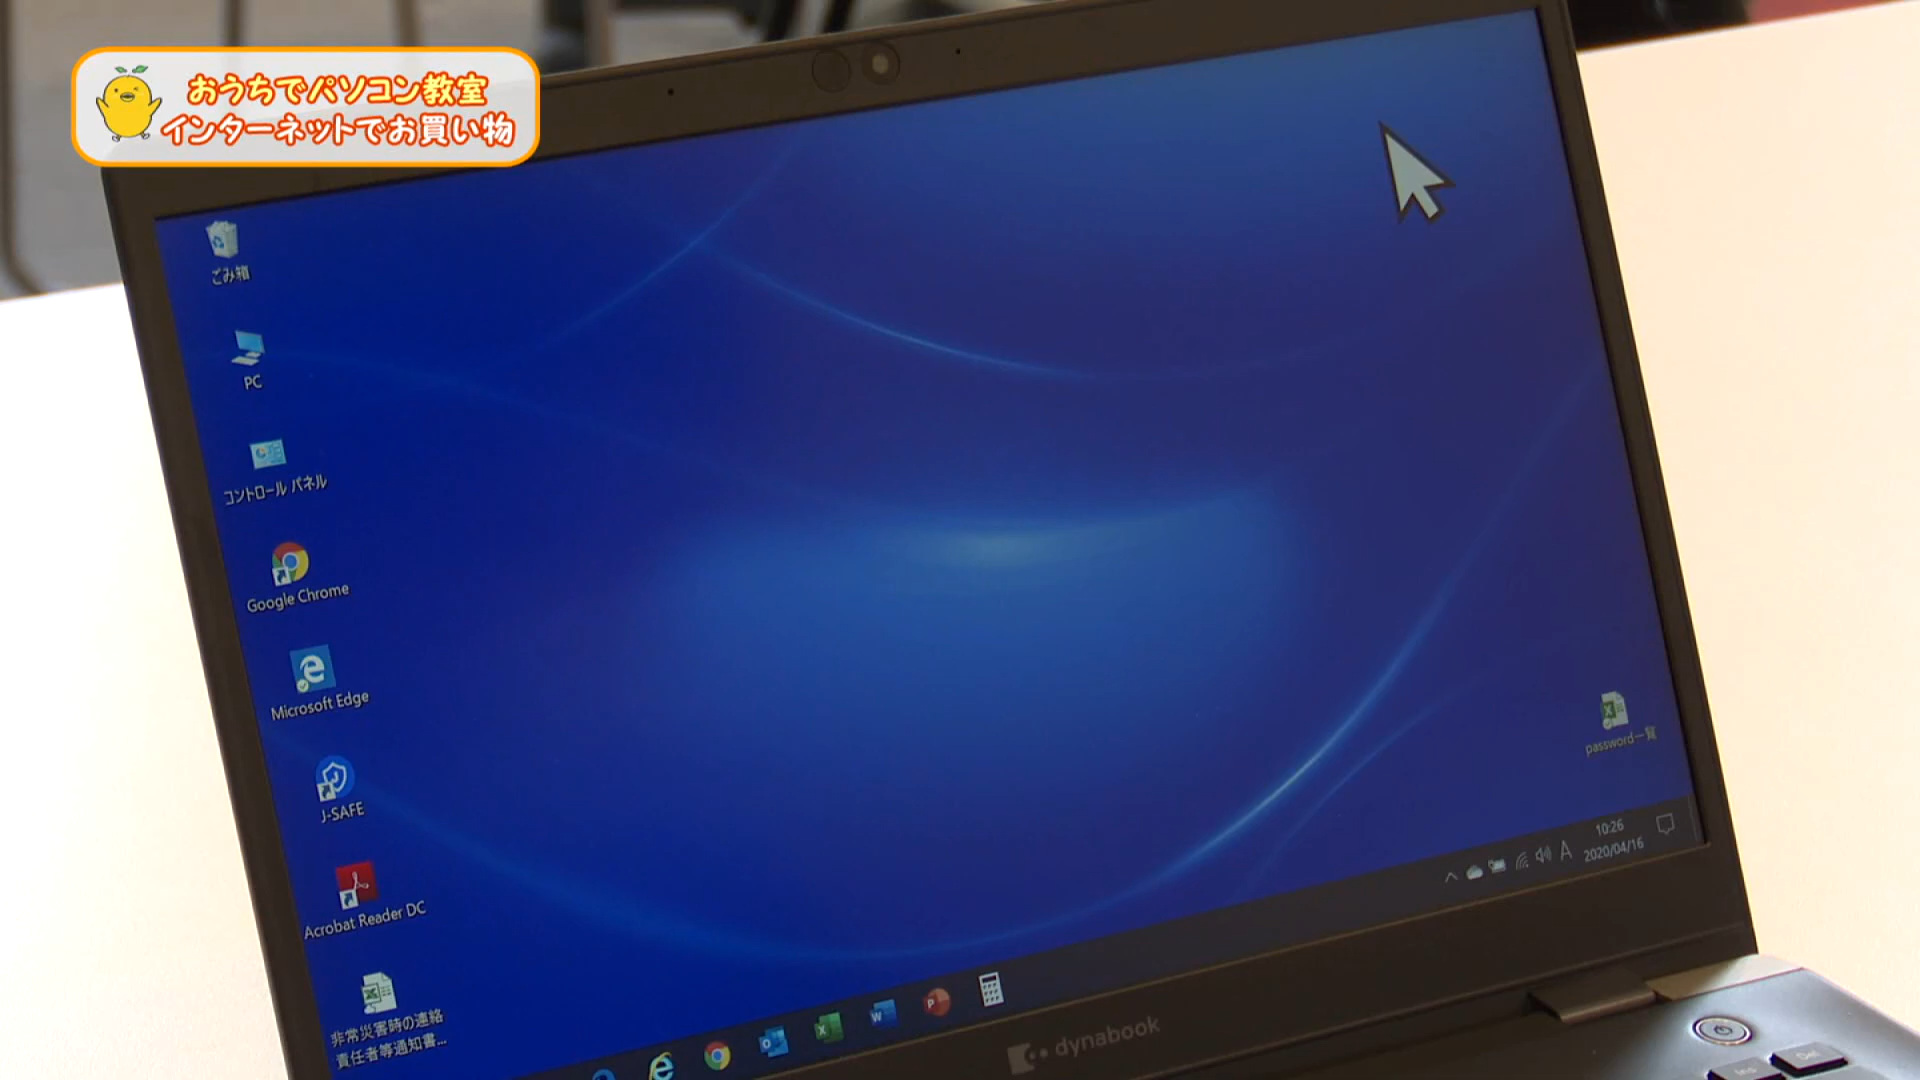 おうちでパソコン教室
インターネットでお買い物
ごみ箱
PC
コントロール パネル
Google Chrome
Microsoft Edge
J-SAFE
Acrobat Reader DC
非常災害時の連絡
責任者等通知書...
password一覧
A
10:26
2020/04/16
dynabook
Ins
Del